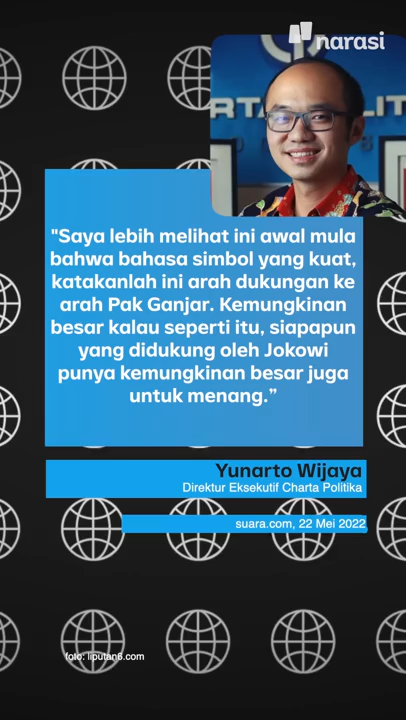 narasi
"Saya lebih melihat ini awal mula
bahwa bahasa simbol yang kuat,
katakanlah ini arah dukungan ke
arah Pak Ganjar. Kemungkinan
besar kalau seperti itu, siapapun
yang didukung oleh Jokowi
punya kemungkinan besar juga
untuk menang.”
Yunarto Wijaya
Direktur Eksekutif Charta Politika
suara.com, 22 Mei 2022
foto: liputan6.com